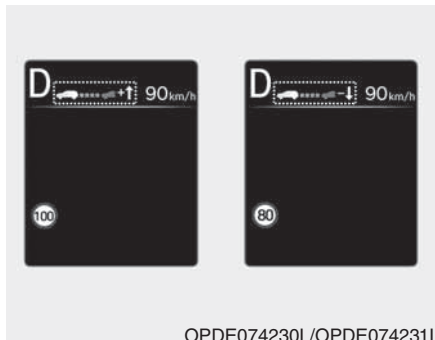 D + 90km/h
D - 90km/h
100
80
OPDE074230L/OPDE074231L